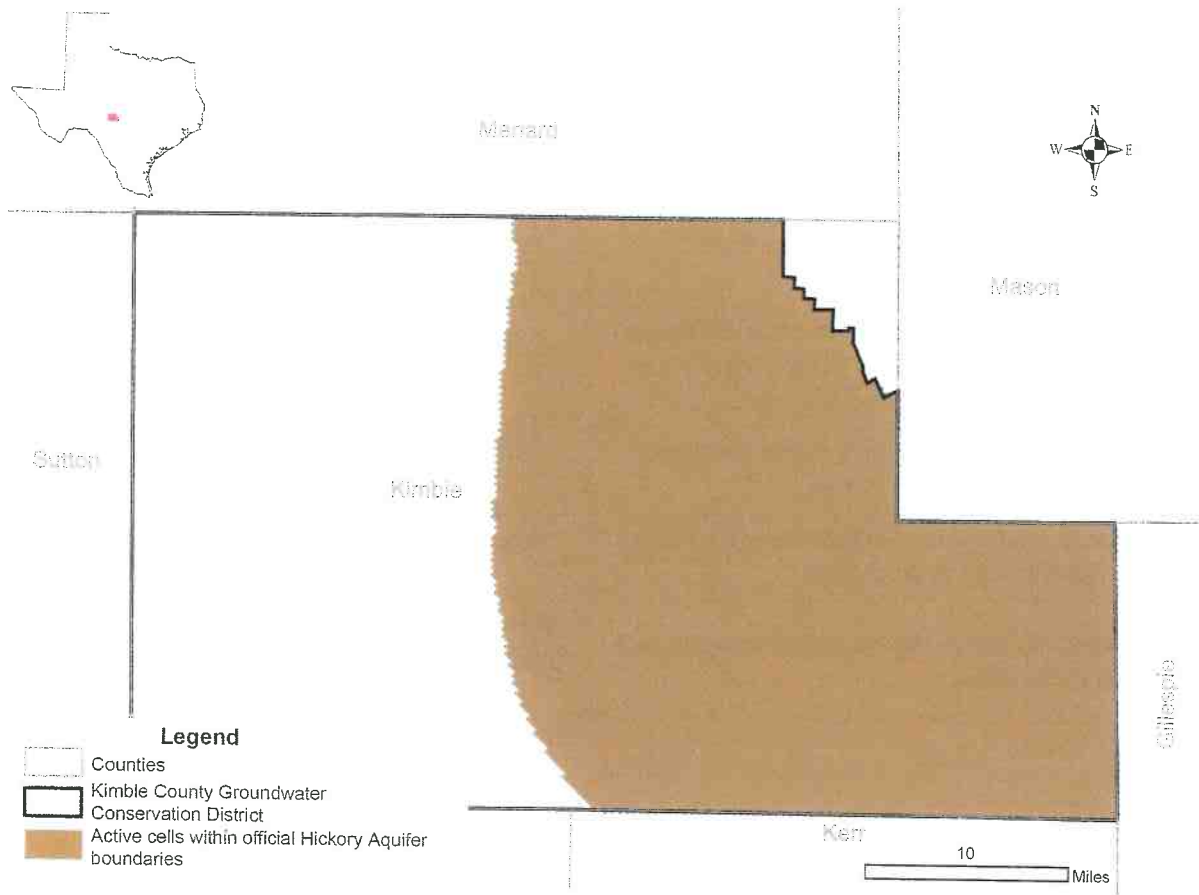 Menard
N
W E
S
Mason
Sutton
Kimble
Gillespie
Legend
Counties
Kimble County Groundwater
Conservation District
Active cells within official Hickory Aquifer
boundaries
Kerr
10
Miles